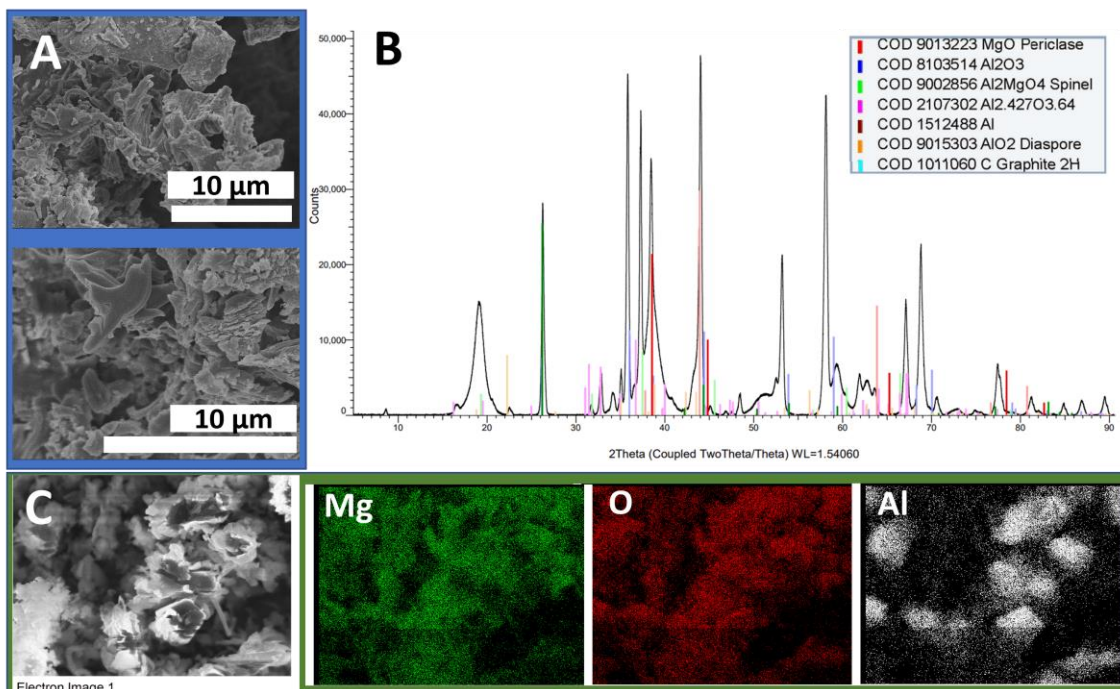 A
10 µm
10 µm
B
50,000
40,000
30,000
20,000
10,000
0
Counts
10 20 30 40 50 60 70 80 90
2Theta (Coupled TwoTheta/Theta) WL=1.54060
COD 9013223 MgO Periclase
COD 8103514 Al2O3
COD 9002856 Al2MgO4 Spinel
COD 2107302 Al2.427O3.64
COD 1512488 Al
COD 9015303 AlO2 Diaspore
COD 1011060 C Graphite 2H
C
Electron Image 1
Mg
O
Al